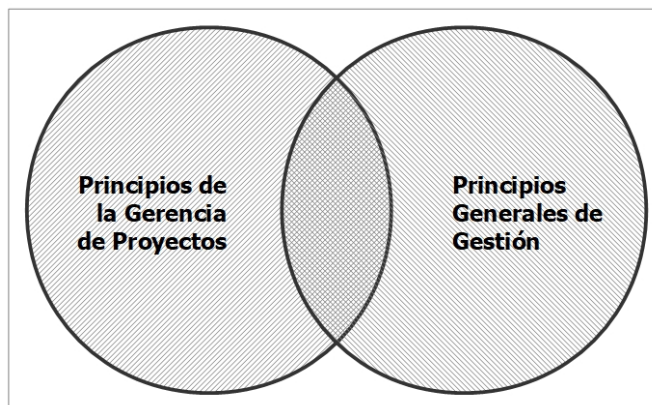 Principios de
la Gerencia
de Proyectos
Principios
Generales de
Gestión